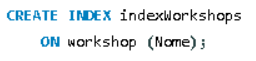 CREATE INDEX indexWorkshops
ON workshop (Nome);